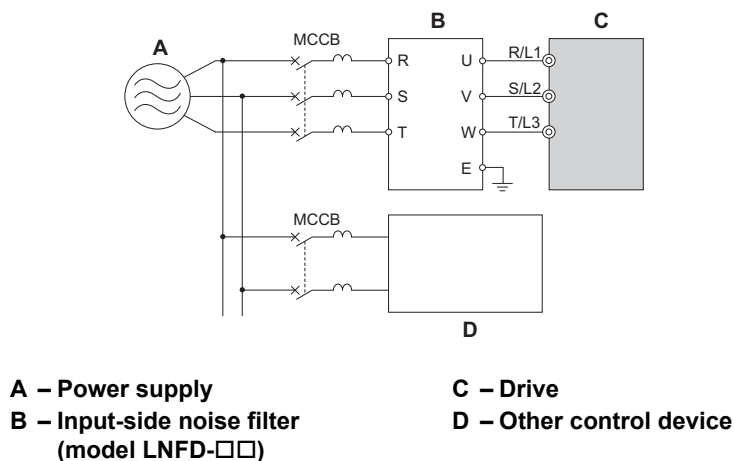 A
MCCB
B
C
R U R/L1
S V S/L2
T W T/L3
E
MCCB
D
A – Power supply
B – Input-side noise filter
(model LNFD-□□)
C – Drive
D – Other control device